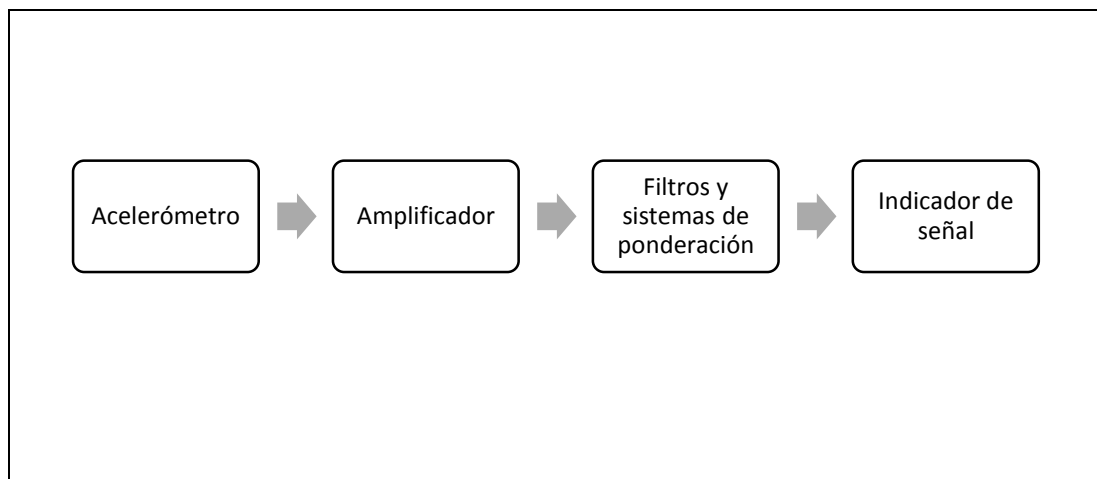 Acelerómetro
Amplificador
Filtros y
sistemas de
ponderación
Indicador de
señal